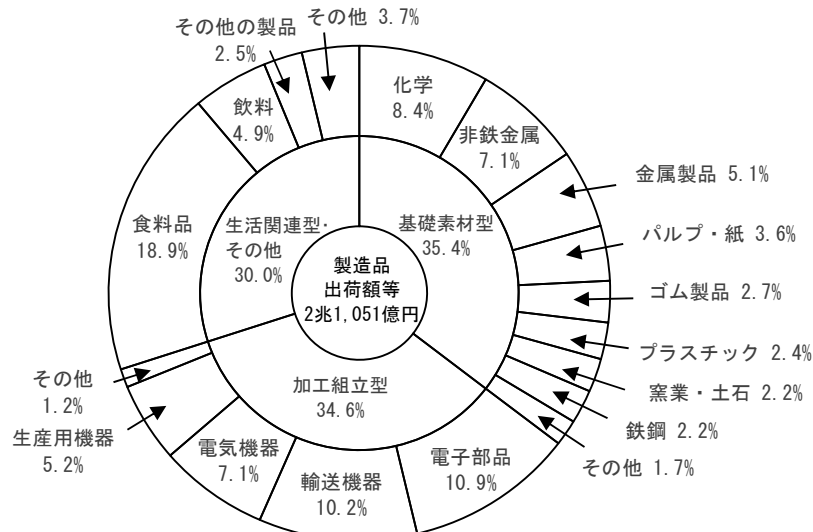 その他の製品
2.5%
その他 3.7%
化学
8.4%
非鉄金属
7.1%
金属製品 5.1%
パルプ・紙 3.6%
ゴム製品 2.7%
プラスチック 2.4%
窯業・土石 2.2%
鉄鋼 2.2%
その他 1.7%
電子部品
10.9%
輸送機器
10.2%
電気機器
7.1%
生産用機器
5.2%
その他
1.2%
食料品
18.9%
飲料
4.9%
生活関連型・
その他
30.0%
基礎素材型
35.4%
加工組立型
34.6%
製造品
出荷額等
2兆1,051億円